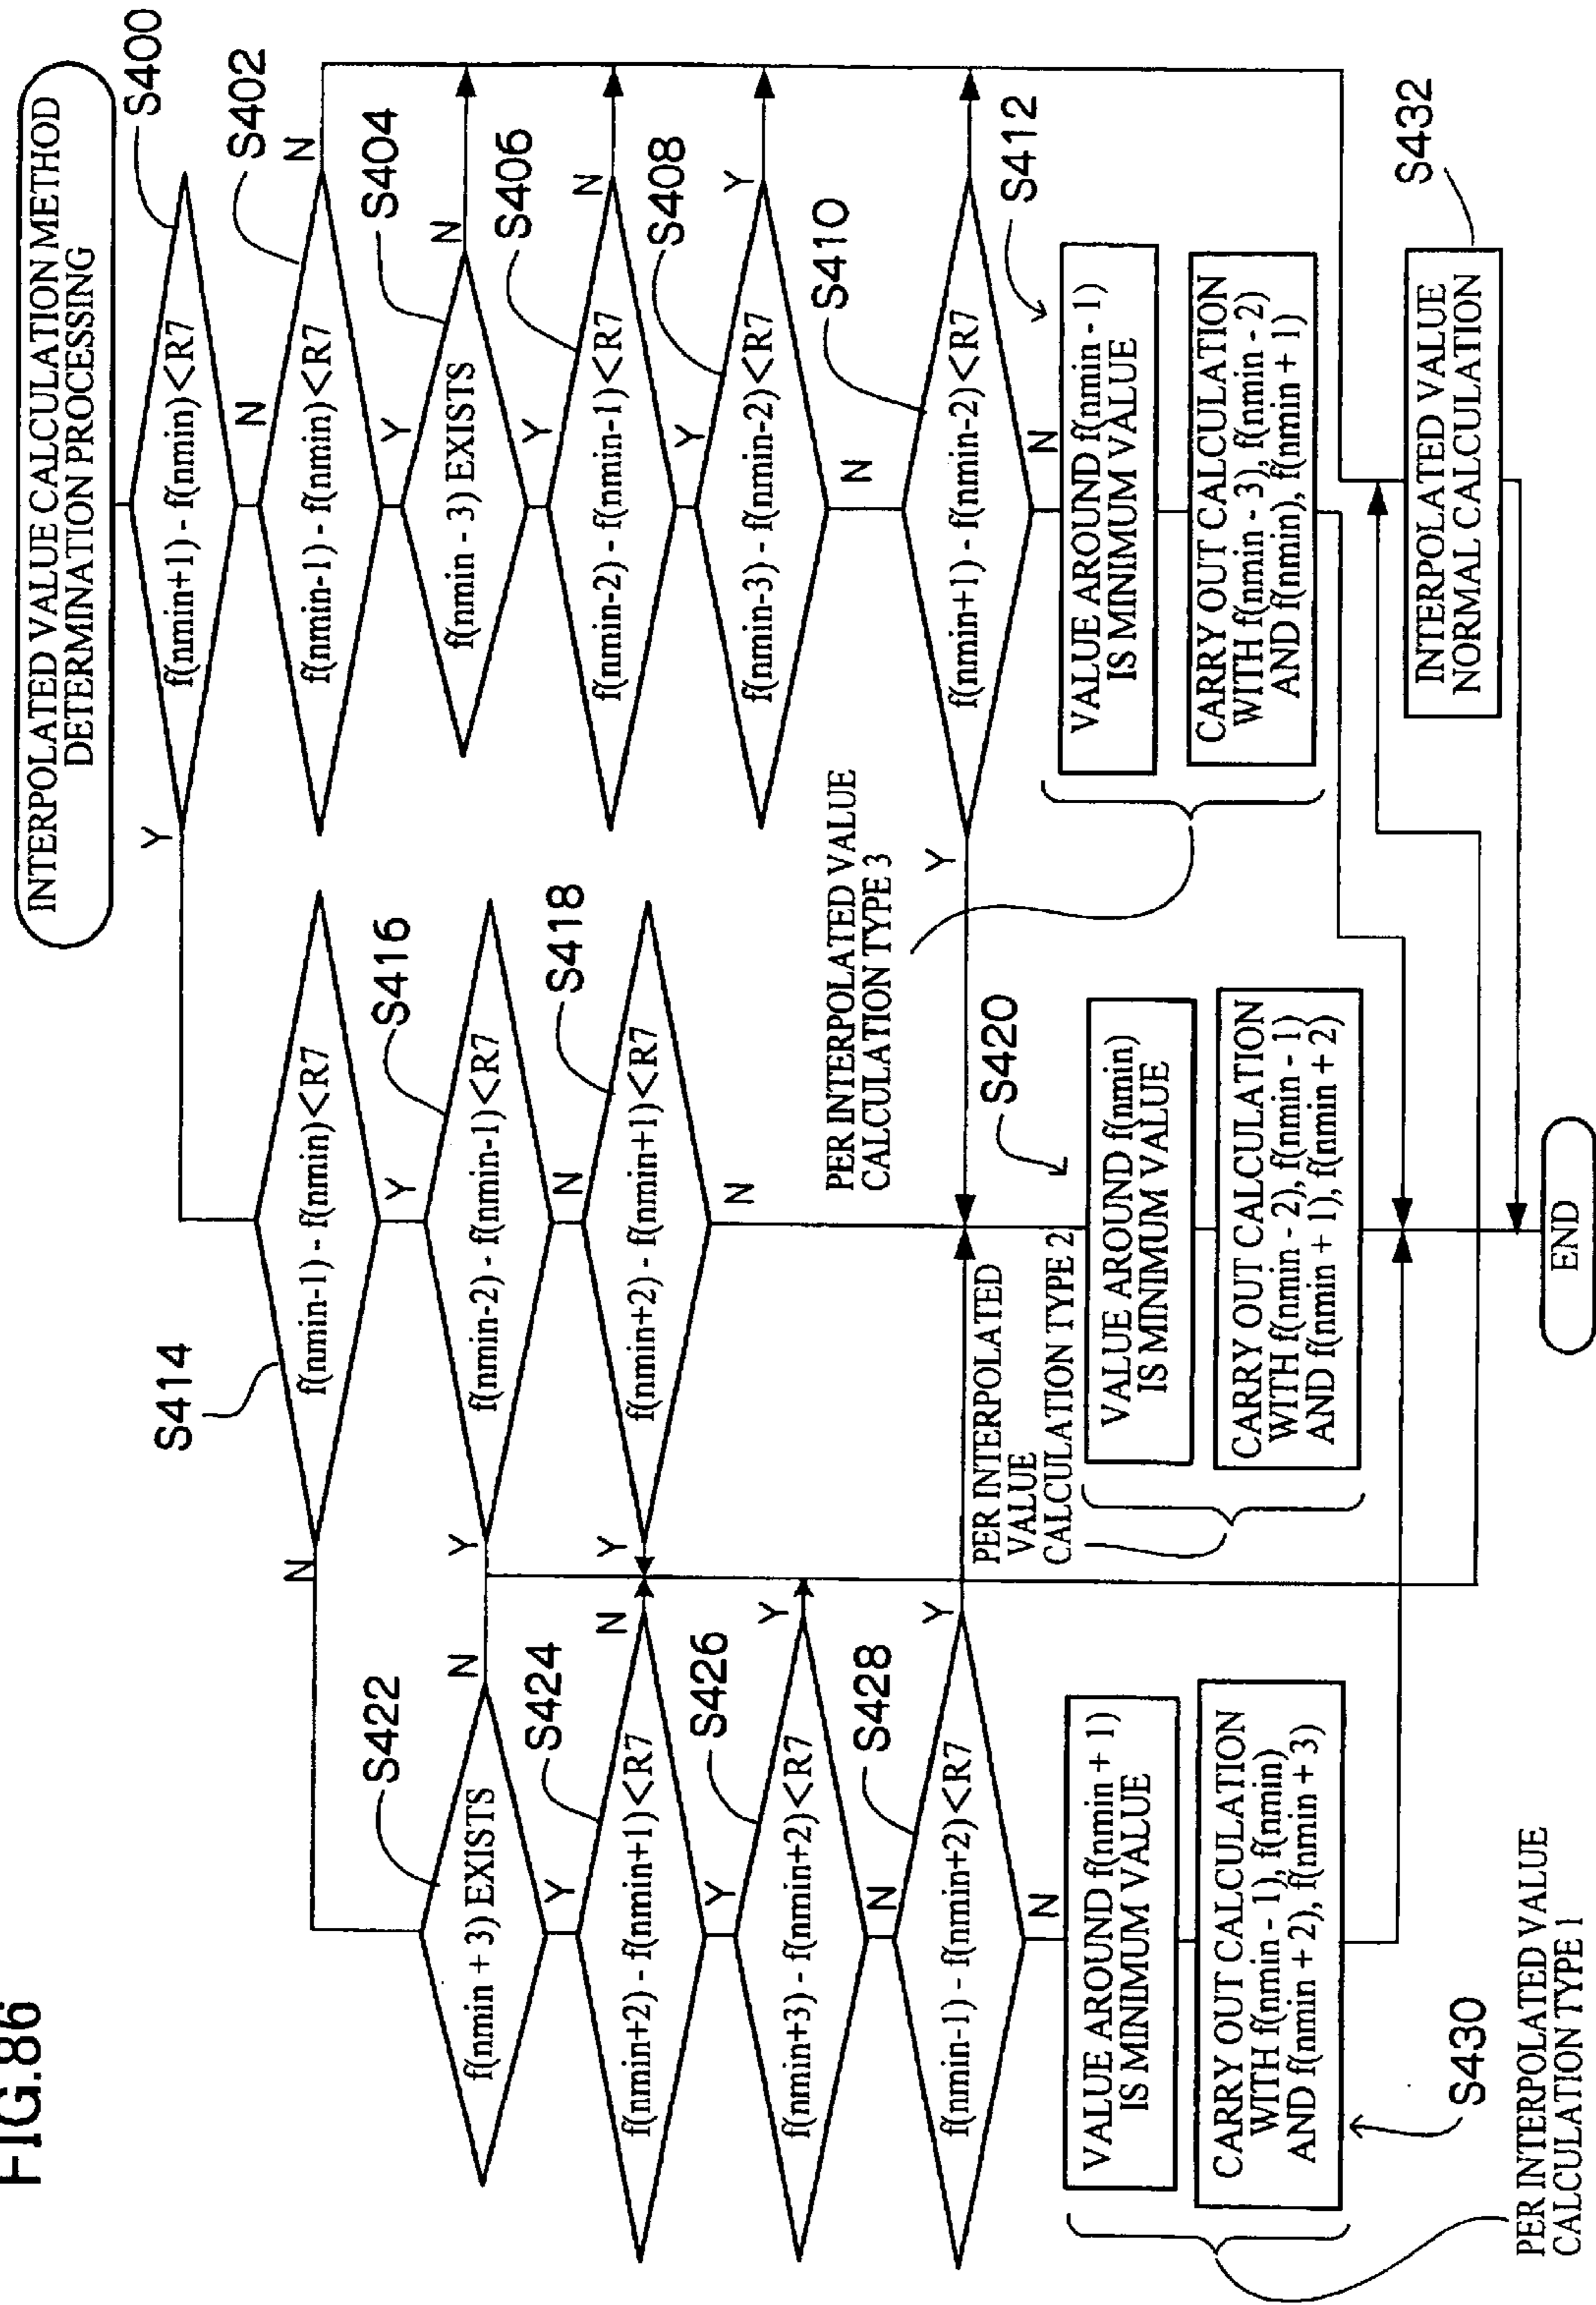 FIG.86
INTERPOLATED VALUE CALCULATION METHOD
DETERMINATION PROCESSING
S400
f(nmin+1) - f(nmin)<R7
Y
N
S402
f(nmin-1) - f(nmin)<R7
N
Y
S404
f(nmin - 3) EXISTS
N
Y
S406
f(nmin-2) - f(nmin-1)<R7
N
Y
S408
f(nmin-3) - f(nmin-2)<R7
Y
N
S410
f(nmin+1) - f(nmin-2)<R7
Y
N
S412
VALUE AROUND f(nmin - 1)
IS MINIMUM VALUE
CARRY OUT CALCULATION
WITH f(nmin - 3), f(nmin - 2)
AND f(nmin), f(nmin + 1)
PER INTERPOLATED VALUE
CALCULATION TYPE 3
S432
INTERPOLATED VALUE
NORMAL CALCULATION
S414
f(nmin-1) - f(nmin)<R7
N
Y
S416
f(nmin-2) - f(nmin-1)<R7
Y
N
S418
f(nmin+2) - f(nmin+1)<R7
Y
N
S420
VALUE AROUND f(nmin)
IS MINIMUM VALUE
CARRY OUT CALCULATION
WITH f(nmin - 2), f(nmin - 1)
AND f(nmin + 1), f(nmin + 2)
PER INTERPOLATED
VALUE
CALCULATION TYPE 2
END
S422
f(nmin + 3) EXISTS
N
Y
S424
f(nmin+2) - f(nmin+1)<R7
N
Y
S426
f(nmin+3) - f(nmin+2)<R7
Y
N
S428
f(nmin-1) - f(nmin+2)<R7
Y
N
VALUE AROUND f(nmin + 1)
IS MINIMUM VALUE
CARRY OUT CALCULATION
WITH f(nmin - 1), f(nmin)
AND f(nmin + 2), f(nmin + 3)
S430
PER INTERPOLATED VALUE
CALCULATION TYPE 1